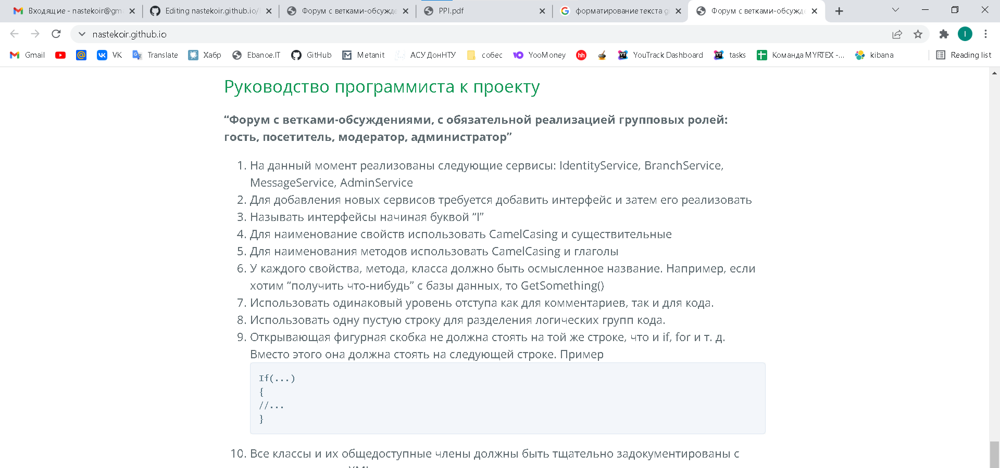 Входящие - nastekoir@gm
Editing nastekoir.github.io/
Форум с ветками-обсужде
PPI.pdf
форматирование текста g
Форум с ветками-обсужд
nastekoir.github.io
I
Gmail
VK
Translate
Хабр
Ebanoe.IT
GitHub
Metanit
АСУ ДонНТУ
собес
YooMoney
hh
YouTrack Dashboard
tasks
Команда MYRTEX -...
kibana
Reading list
Руководство программиста к проекту
“Форум с ветками-обсуждениями, с обязательной реализацией групповых ролей:
гость, посетитель, модератор, администратор”
1. На данный момент реализованы следующие сервисы: IdentityService, BranchService,
MessageService, AdminService
2. Для добавления новых сервисов требуется добавить интерфейс и затем его реализовать
3. Называть интерфейсы начиная буквой “I”
4. Для наименование свойств использовать CamelCasing и существительные
5. Для наименования методов использовать CamelCasing и глаголы
6. У каждого свойства, метода, класса должно быть осмысленное название. Например, если
хотим “получить что-нибудь” с базы данных, то GetSomething()
7. Использовать одинаковый уровень отступа как для комментариев, так и для кода.
8. Использовать одну пустую строку для разделения логических групп кода.
9. Открывающая фигурная скобка не должна стоять на той же строке, что и if, for и т. д.
Вместо этого она должна стоять на следующей строке. Пример
If(...)
{
//...
}
10. Все классы и их общедоступные члены должны быть тщательно задокументированы с